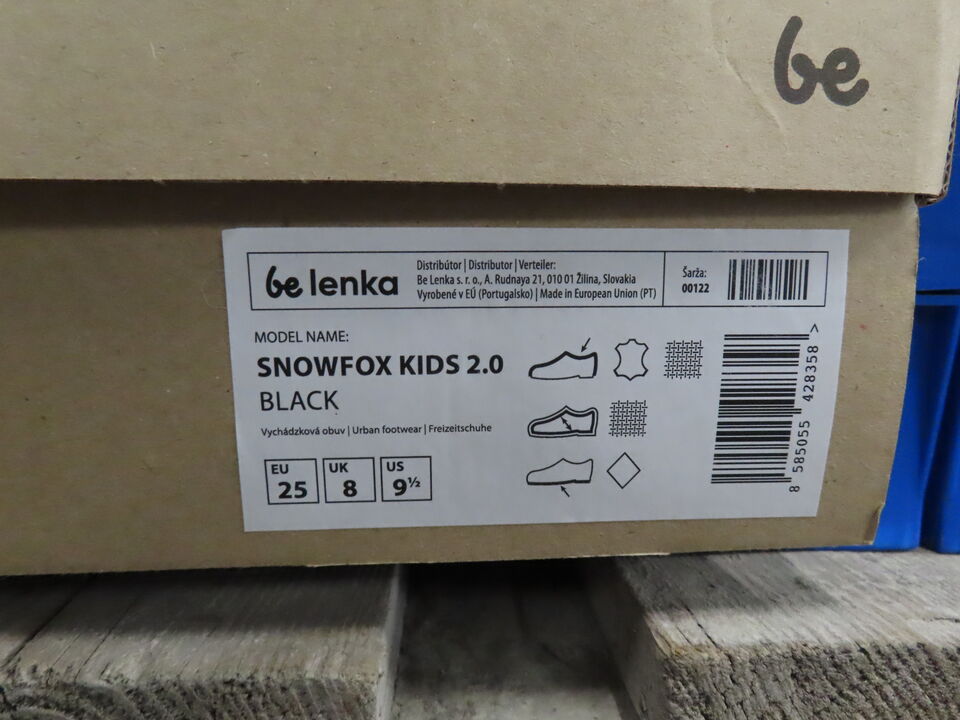 be
be lenka
Distribútor | Distributor | Verteiler:
Be Lenka s. r. o., A. Rudnaya 21, 010 01 Žilina, Slovakia
Vyrobené v EÚ (Portugalsko) | Made in European Union (PT)
Šarža:
00122
MODEL NAME:
SNOWFOX KIDS 2.0
BLACK
Vychádzková obuv | Urban footwear | Freizeitschuhe
EU UK US
25 8 9½
8 585055 428358 >